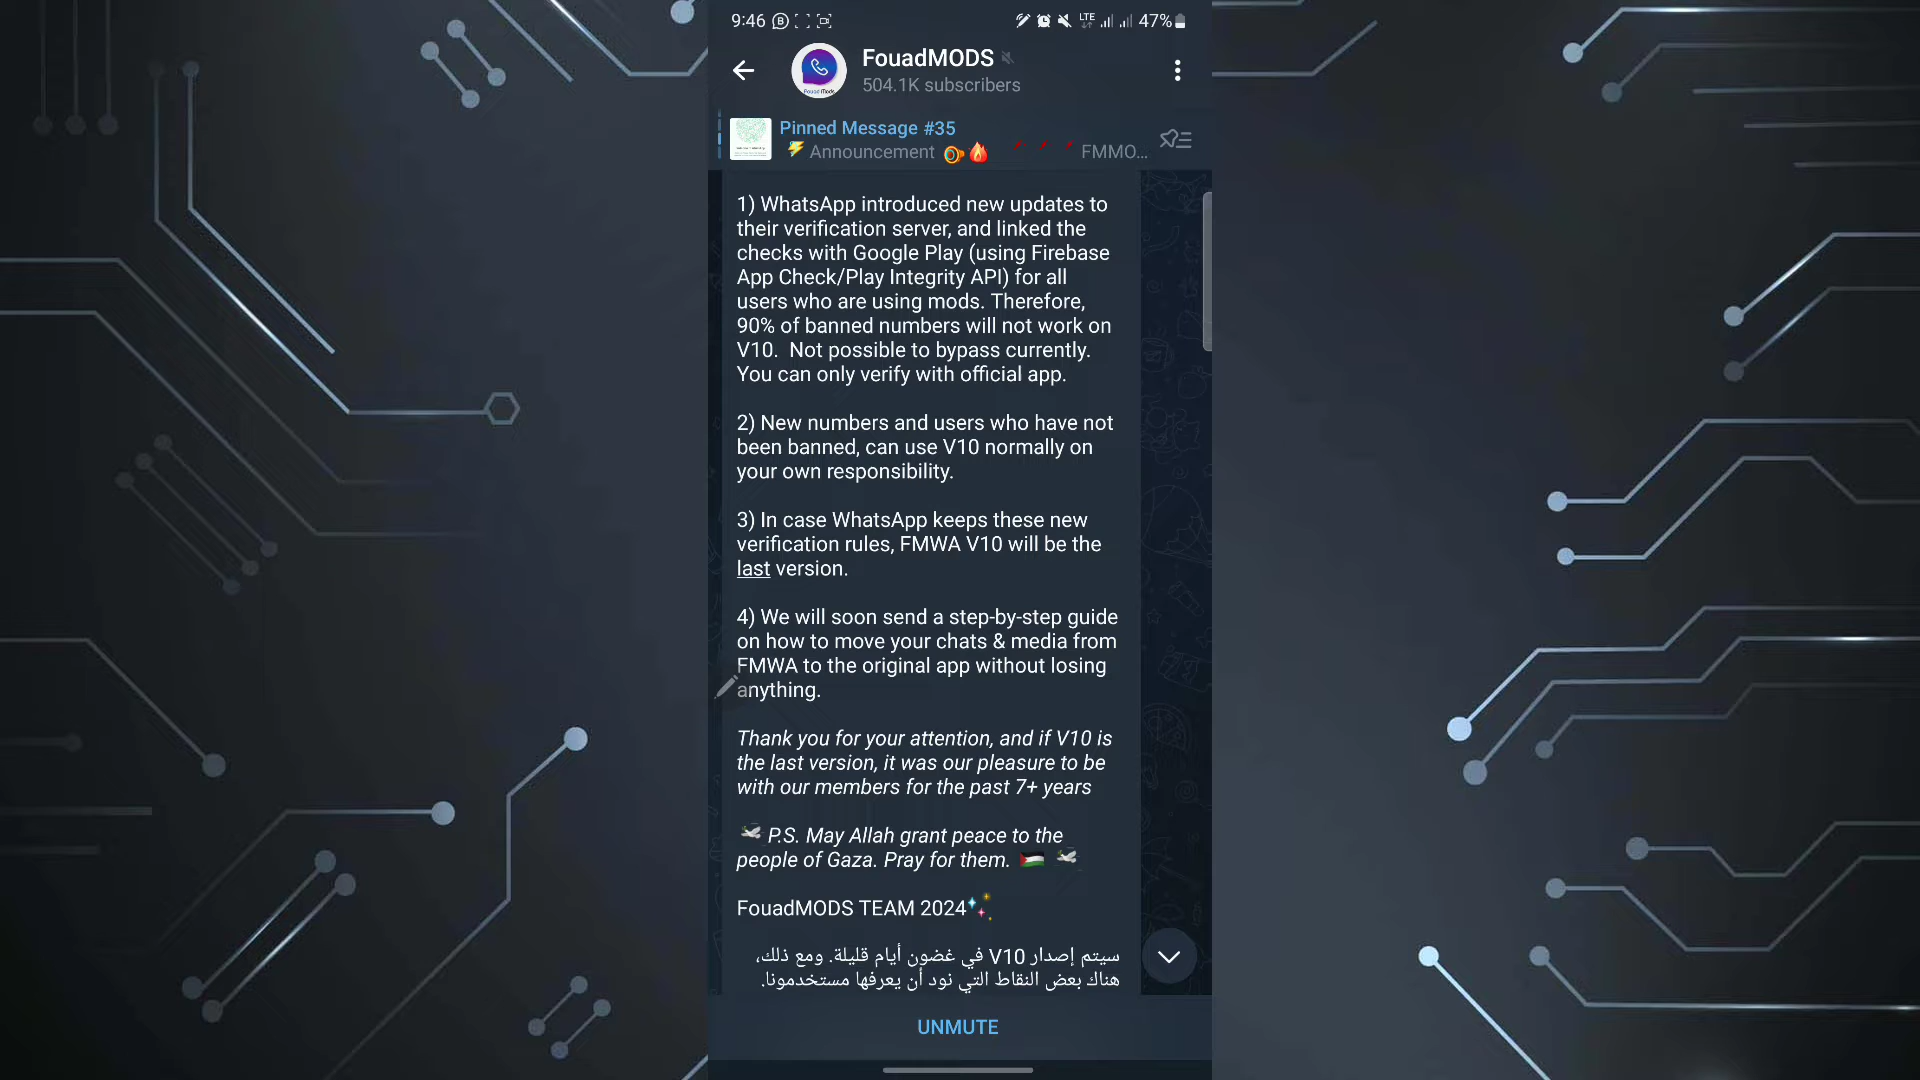 9:46
LTE
47%
FouadMODS
504.1K subscribers
Pinned Message #35
Announcement FMMO...
1) WhatsApp introduced new updates to
their verification server, and linked the
checks with Google Play (using Firebase
App Check/Play Integrity API) for all
users who are using mods. Therefore,
90% of banned numbers will not work on
V10. Not possible to bypass currently.
You can only verify with official app.
2) New numbers and users who have not
been banned, can use V10 normally on
your own responsibility.
3) In case WhatsApp keeps these new
verification rules, FMWA V10 will be the
last version.
4) We will soon send a step-by-step guide
on how to move your chats & media from
FMWA to the original app without losing
anything.
Thank you for your attention, and if V10 is
the last version, it was our pleasure to be
with our members for the past 7+ years
P.S. May Allah grant peace to the
people of Gaza. Pray for them.
FouadMODS TEAM 2024
سيتم إصدار V10 في غضون أيام قليلة. ومع ذلك،
هناك بعض النقاط التي نود أن يعرفها مستخدمونا.
UNMUTE